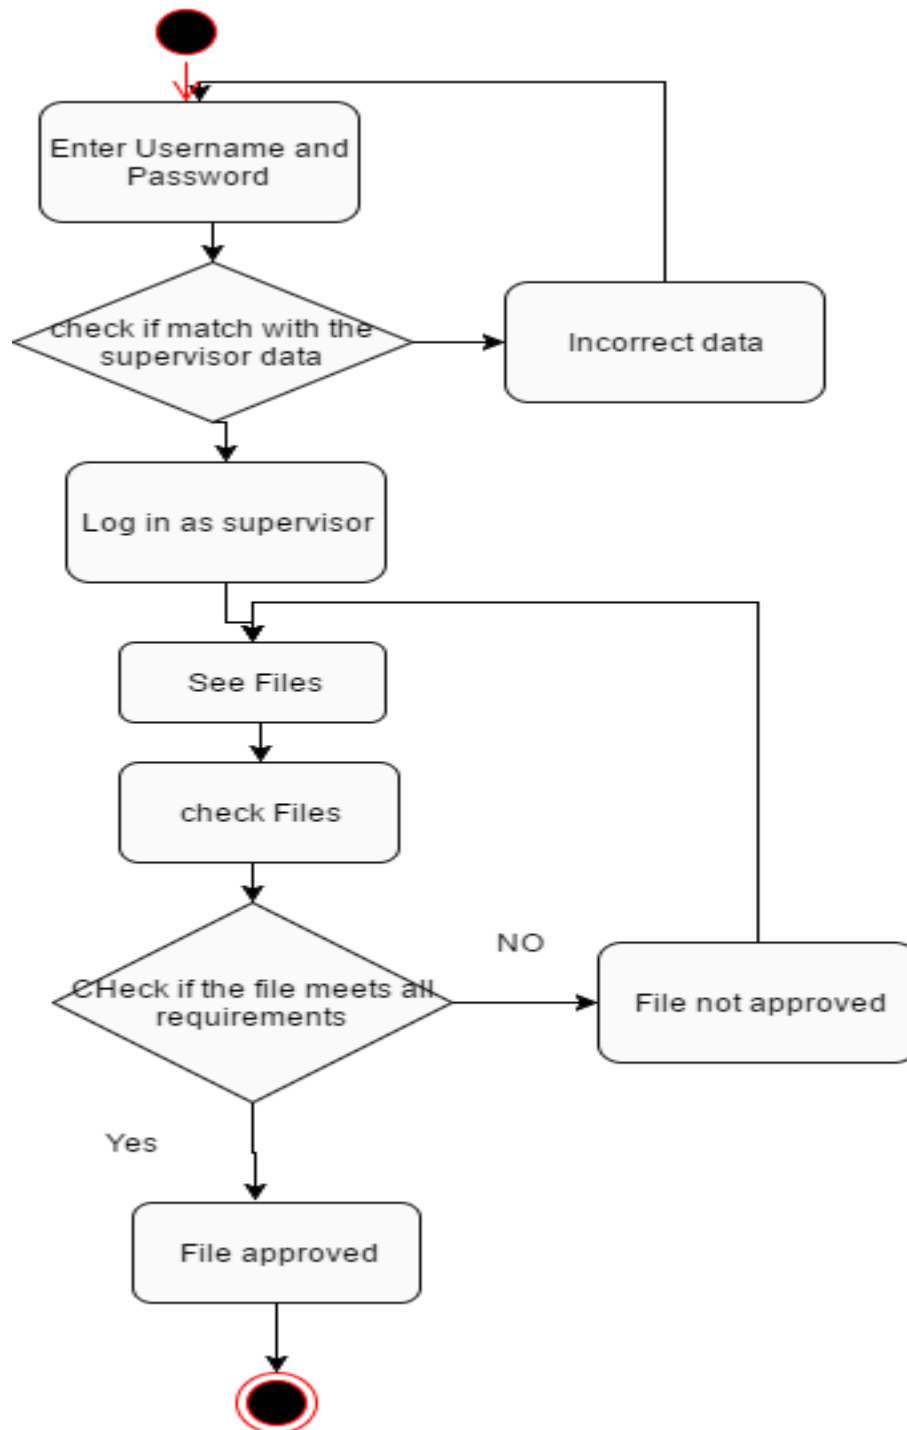 Enter Username and
Password
check if match with the
supervisor data
Incorrect data
Log in as supervisor
See Files
check Files
NO
CHeck if the file meets all
requirements
File not approved
Yes
File approved